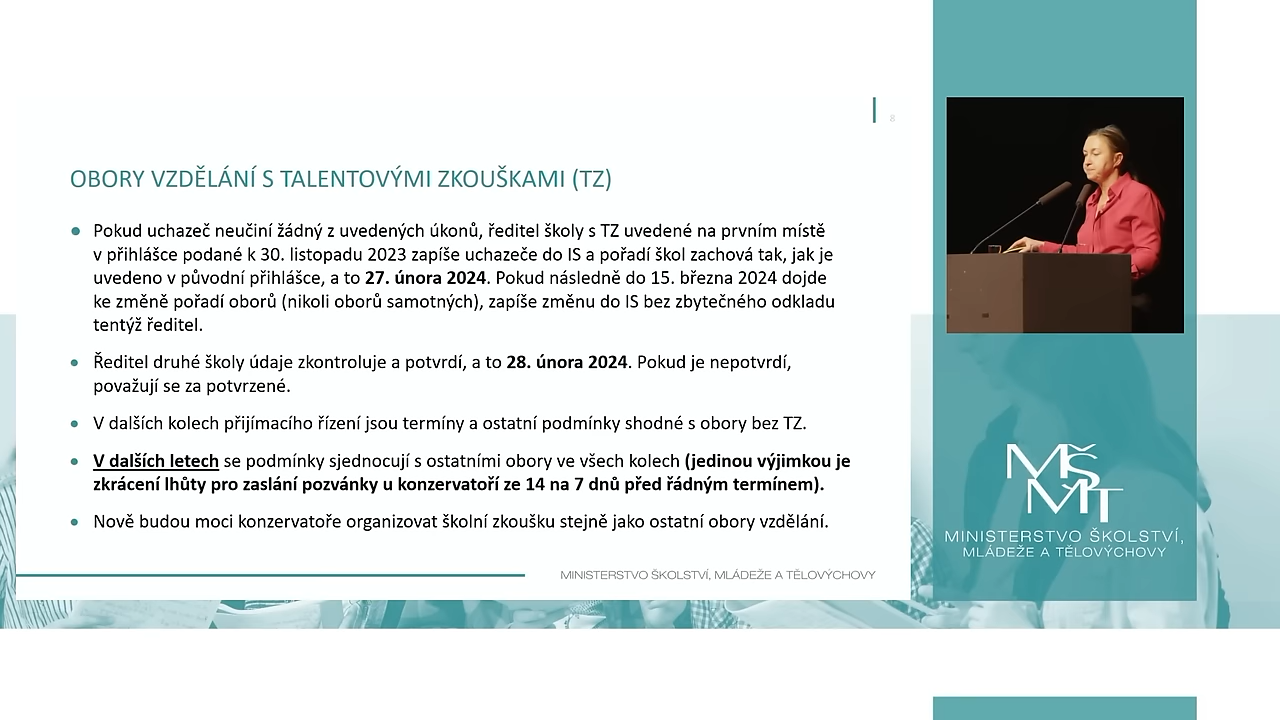 8
OBORY VZDĚLÁNÍ S TALENTOVÝMI ZKOUŠKAMI (TZ)
• Pokud uchazeč neučiní žádný z uvedených úkonů, ředitel školy s TZ uvedené na prvním místě
v přihlášce podané k 30. listopadu 2023 zapíše uchazeče do IS a pořadí škol zachová tak, jak je
uvedeno v původní přihlášce, a to 27. února 2024. Pokud následně do 15. března 2024 dojde
ke změně pořadí oborů (nikoli oborů samotných), zapíše změnu do IS bez zbytečného odkladu
tentýž ředitel.
• Ředitel druhé školy údaje zkontroluje a potvrdí, a to 28. února 2024. Pokud je nepotvrdí,
považují se za potvrzené.
• V dalších kolech přijímacího řízení jsou termíny a ostatní podmínky shodné s obory bez TZ.
• V dalších letech se podmínky sjednocují s ostatními obory ve všech kolech (jedinou výjimkou je
zkrácení lhůty pro zaslání pozvánky u konzervatoří ze 14 na 7 dnů před řádným termínem).
• Nově budou moci konzervatoře organizovat školní zkoušku stejně jako ostatní obory vzdělání.
MINISTERSTVO ŠKOLSTVÍ, MLÁDEŽE A TĚLOVÝCHOVY
MŠ
MT
MINISTERSTVO ŠKOLSTVÍ,
MLÁDEŽE A TĚLOVÝCHOVY